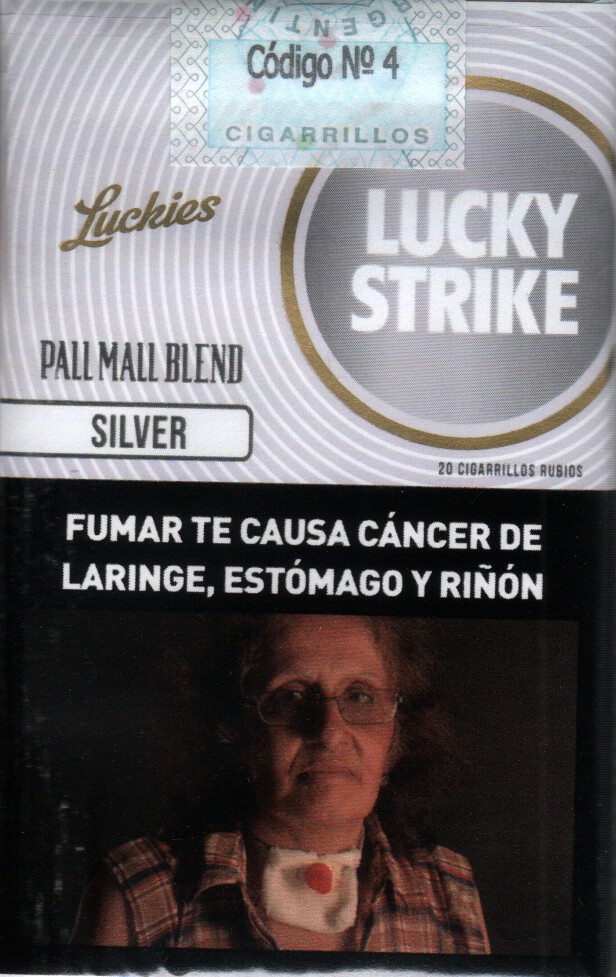 Código Nº 4
CIGARRILLOS
Luckies
LUCKY
STRIKE
PALL MALL BLEND
SILVER
20 CIGARRILLOS RUBIOS
FUMAR TE CAUSA CÁNCER DE
LARINGE, ESTÓMAGO Y RIÑÓN